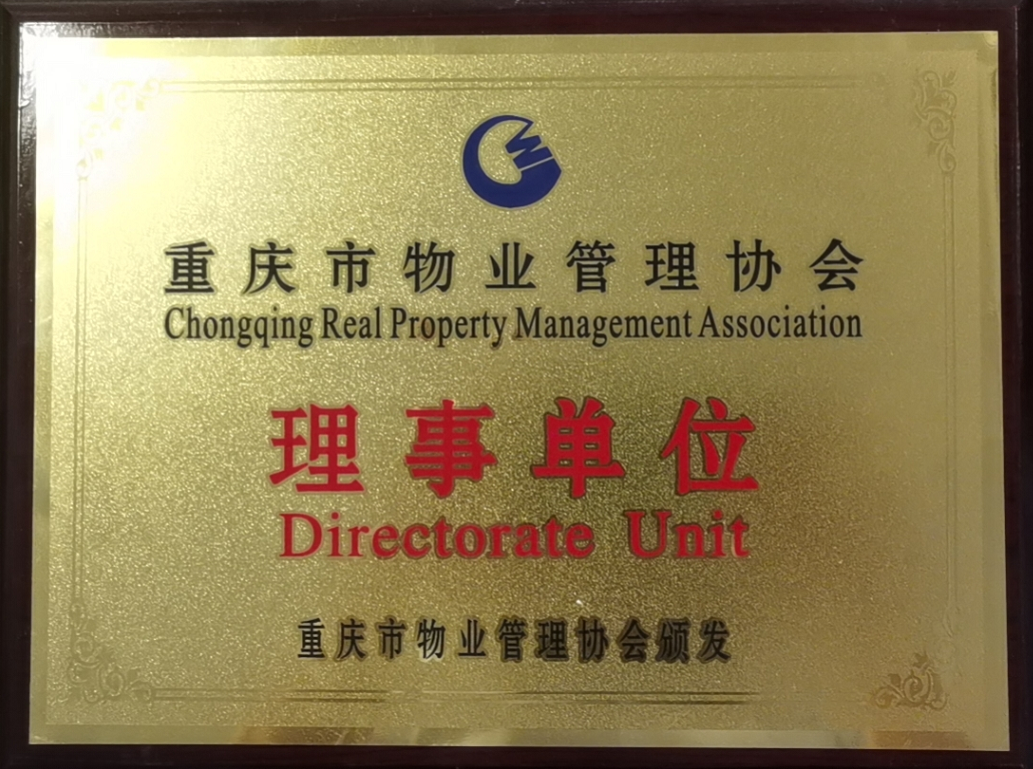 重庆市物业管理协会
Chongqing Real Property Management Association
理事单位
Directorate Unit
重庆市物业管理协会颁发